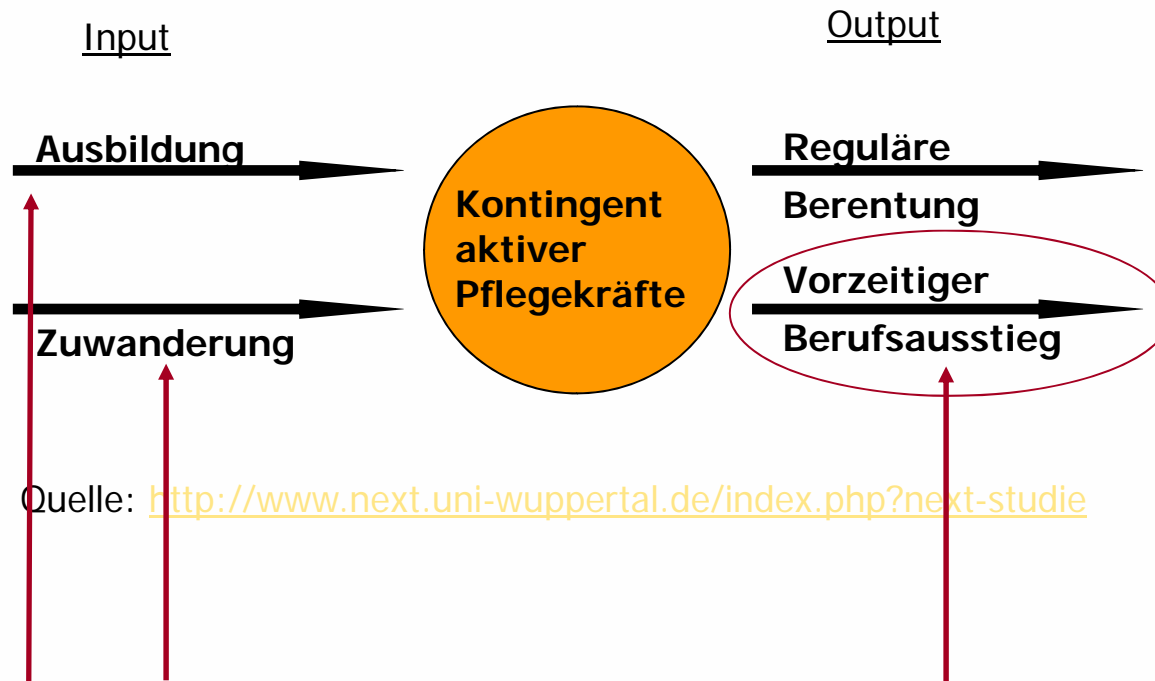 Input
Output
Ausbildung
Zuwanderung
Kontingent
aktiver
Pflegekräfte
Reguläre
Berentung
Vorzeitiger
Berufsausstieg
Quelle: http://www.next.uni-wuppertal.de/index.php?next-studie